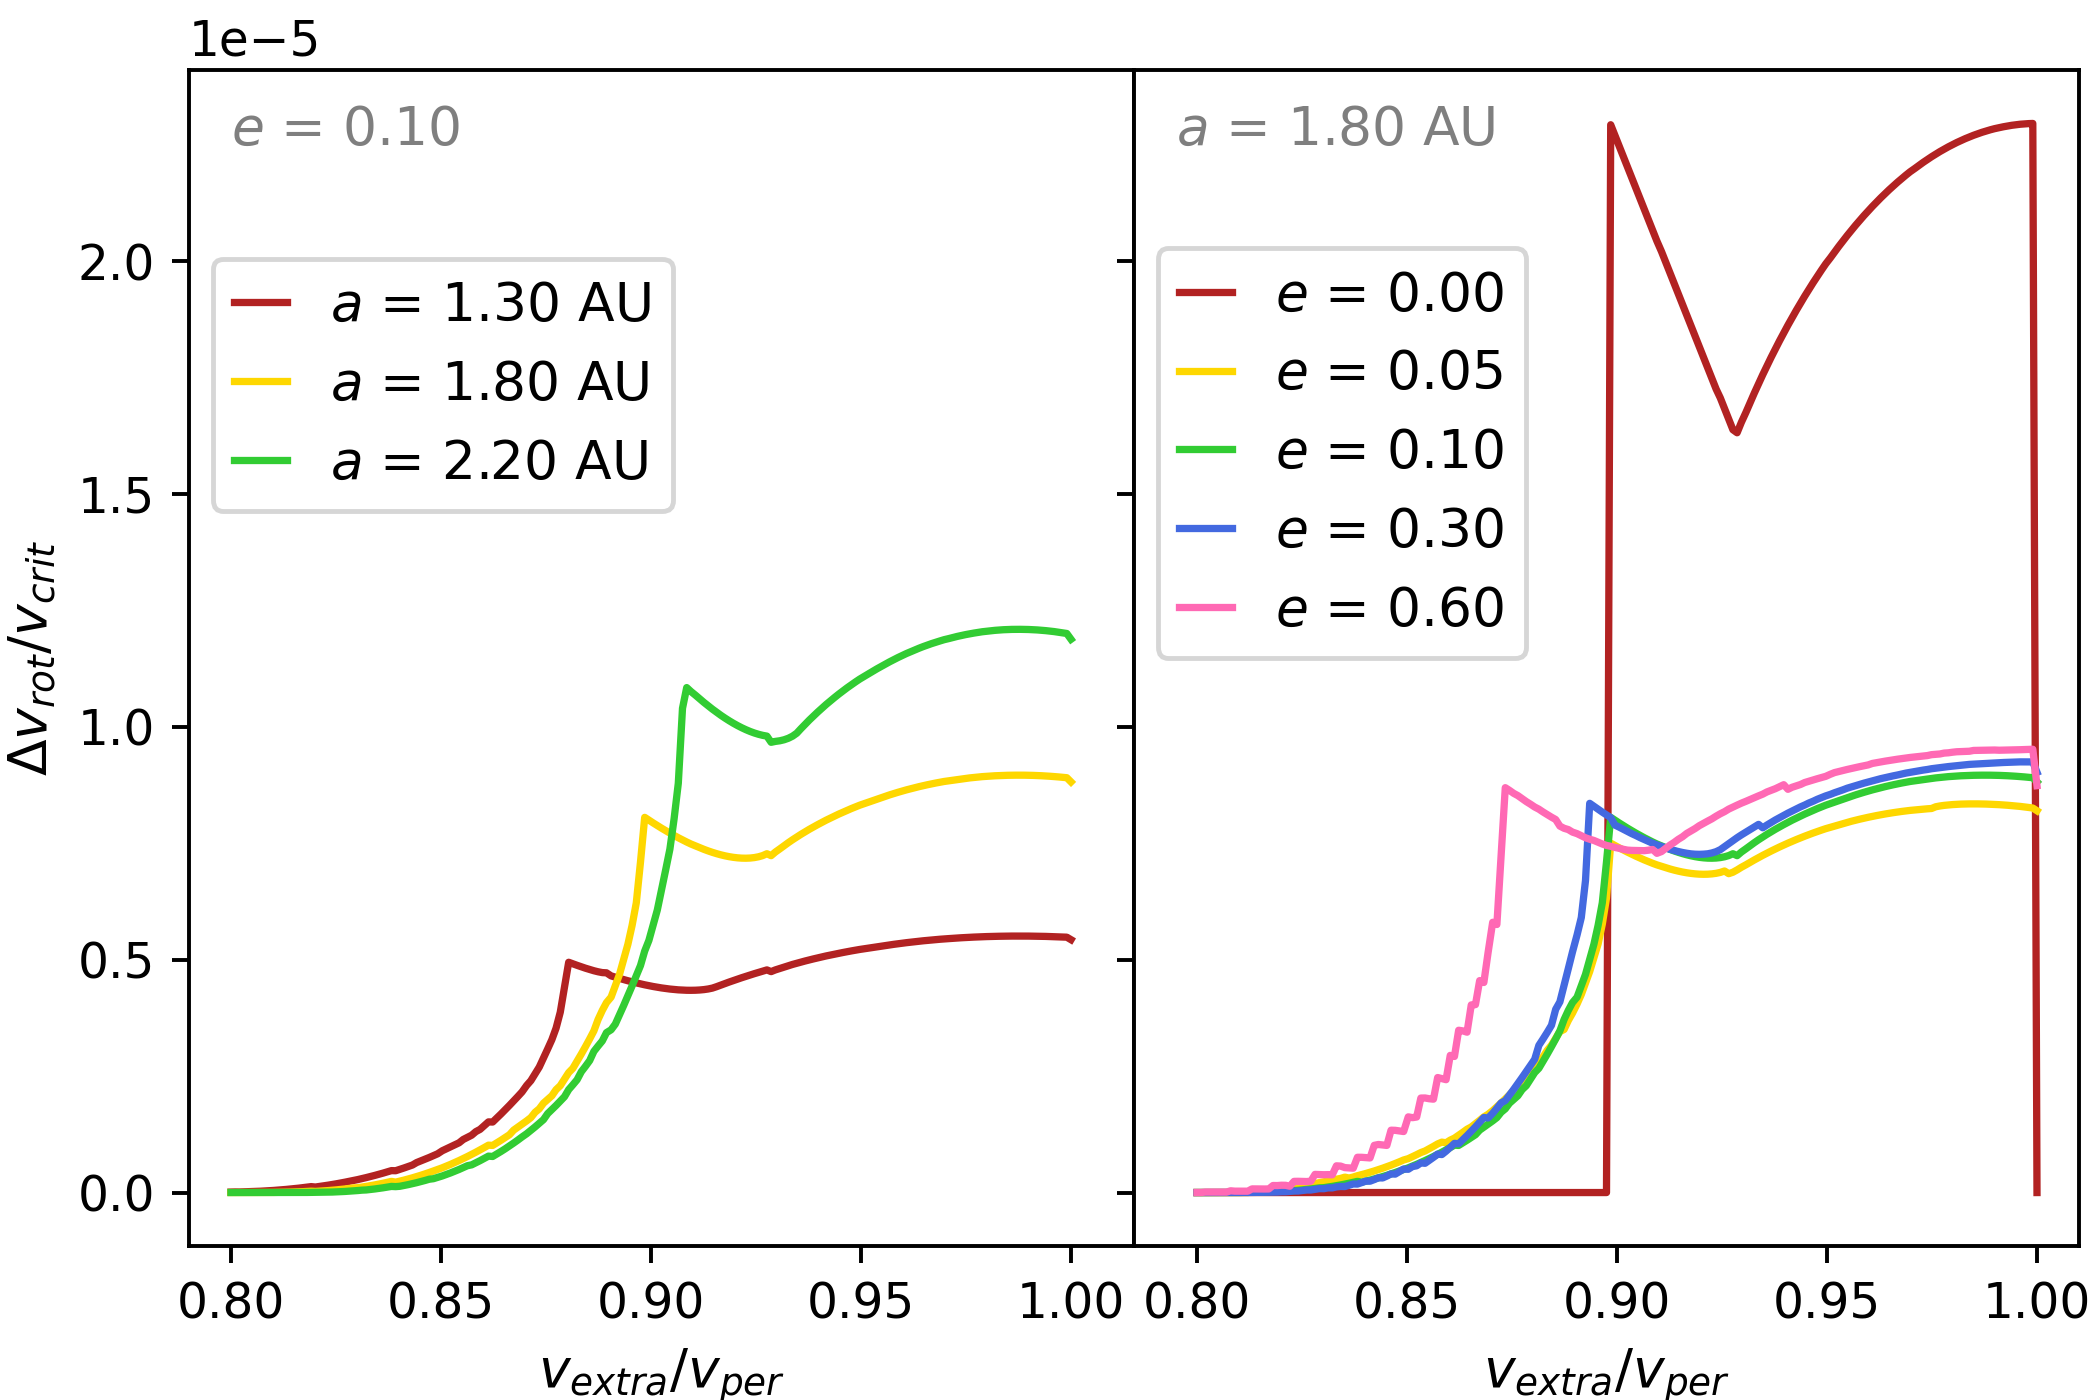 1e−5
e = 0.10
a = 1.30 AU
a = 1.80 AU
a = 2.20 AU
a = 1.80 AU
e = 0.00
e = 0.05
e = 0.10
e = 0.30
e = 0.60
2.0
1.5
1.0
0.5
0.0
Δv_rot/v_crit
0.80 0.85 0.90 0.95 1.00 0.80 0.85 0.90 0.95 1.00
v_extra/v_per v_extra/v_per